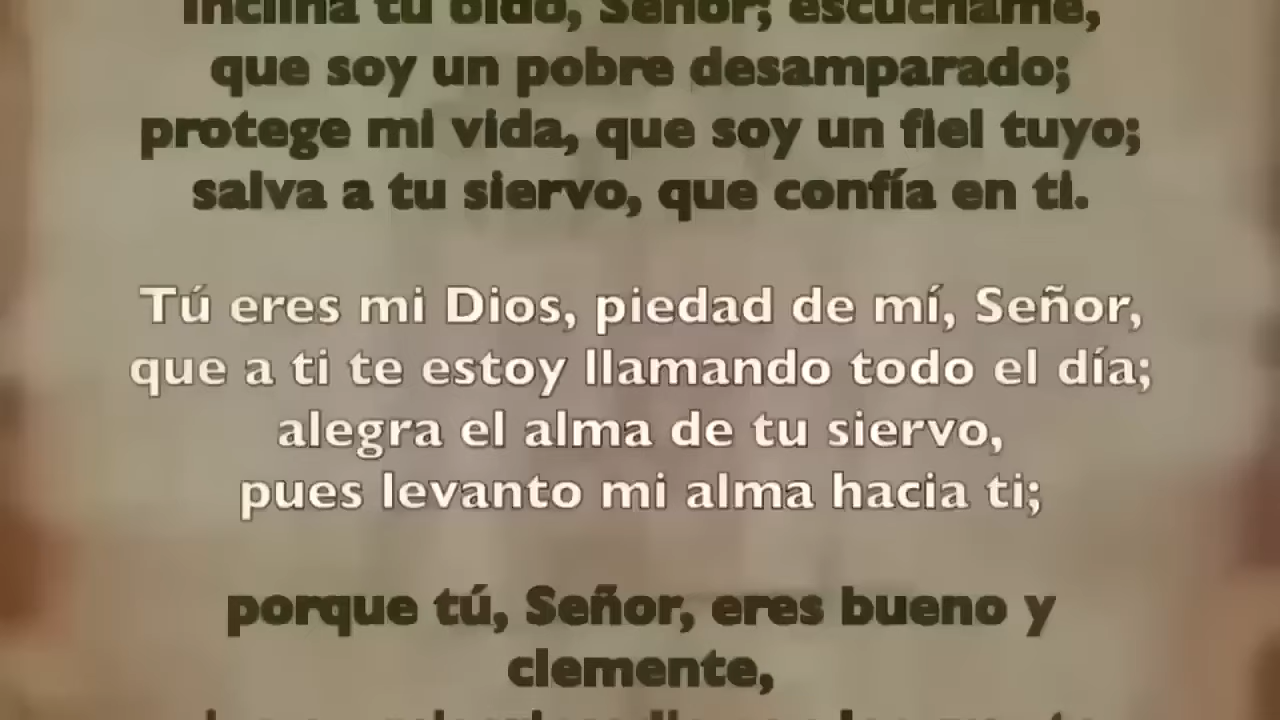 Inclina tu oído, Señor; escúchame,
que soy un pobre desamparado;
protege mi vida, que soy un fiel tuyo;
salva a tu siervo, que confía en ti.
Tú eres mi Dios, piedad de mí, Señor,
que a ti te estoy llamando todo el día;
alegra el alma de tu siervo,
pues levanto mi alma hacia ti;
porque tú, Señor, eres bueno y
clemente,